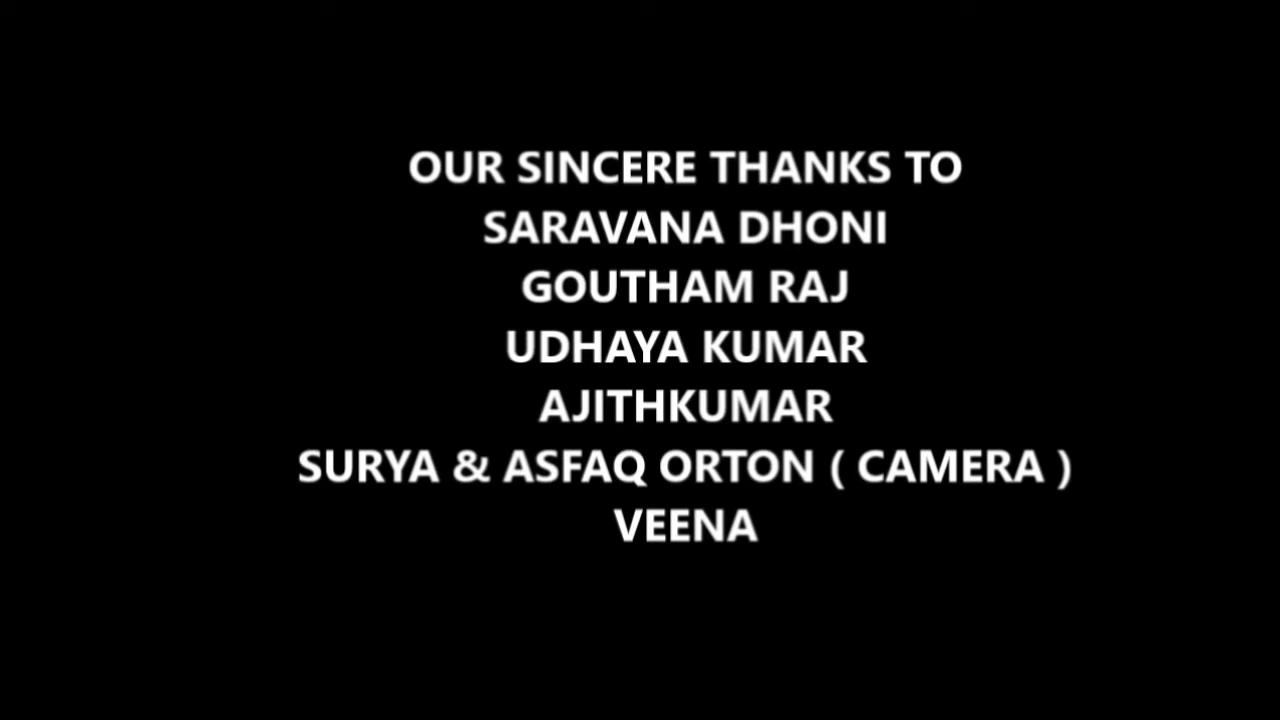 OUR SINCERE THANKS TO
SARAVANA DHONI
GOUTHAM RAJ
UDHAYA KUMAR
AJITHKUMAR
SURYA & ASFAQ ORTON ( CAMERA )
VEENA